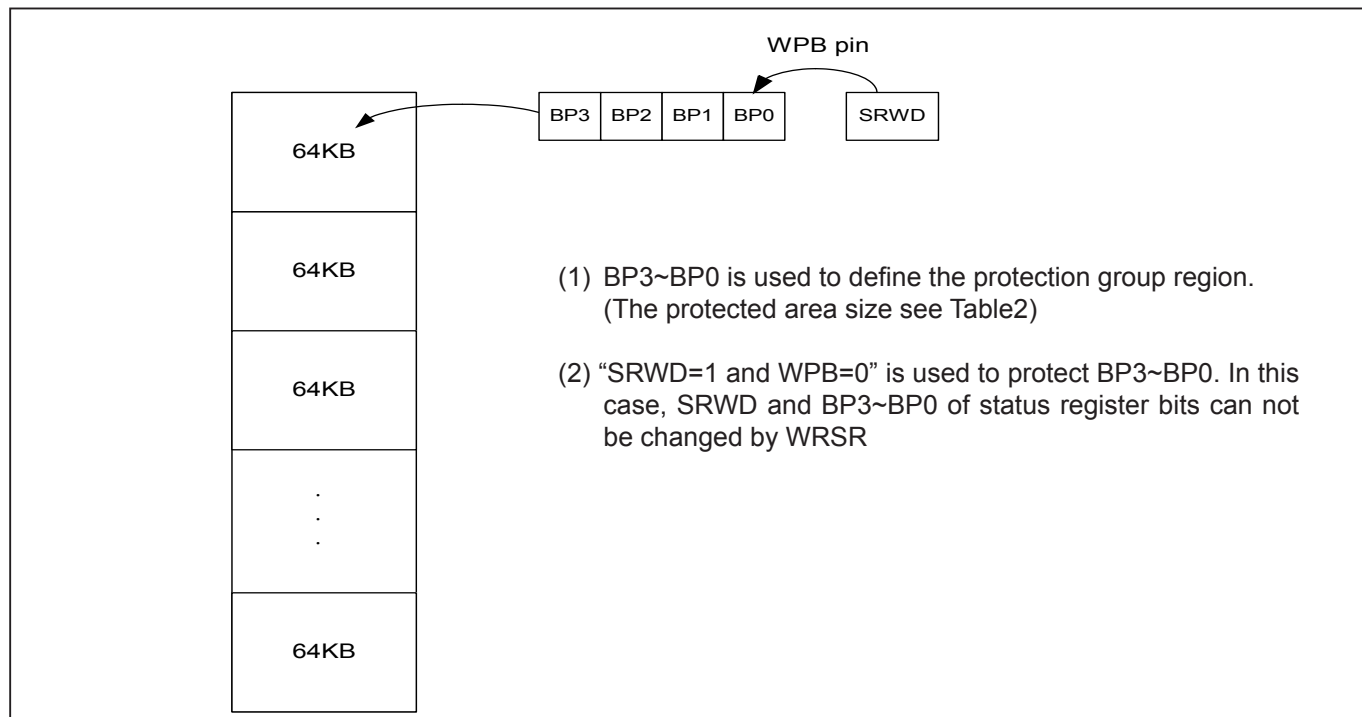 WPB pin
BP3 BP2 BP1 BP0 SRWD
64KB
64KB
64KB
.
.
.
64KB
(1) BP3~BP0 is used to define the protection group region.
(The protected area size see Table2)
(2) “SRWD=1 and WPB=0” is used to protect BP3~BP0. In this
case, SRWD and BP3~BP0 of status register bits can not
be changed by WRSR